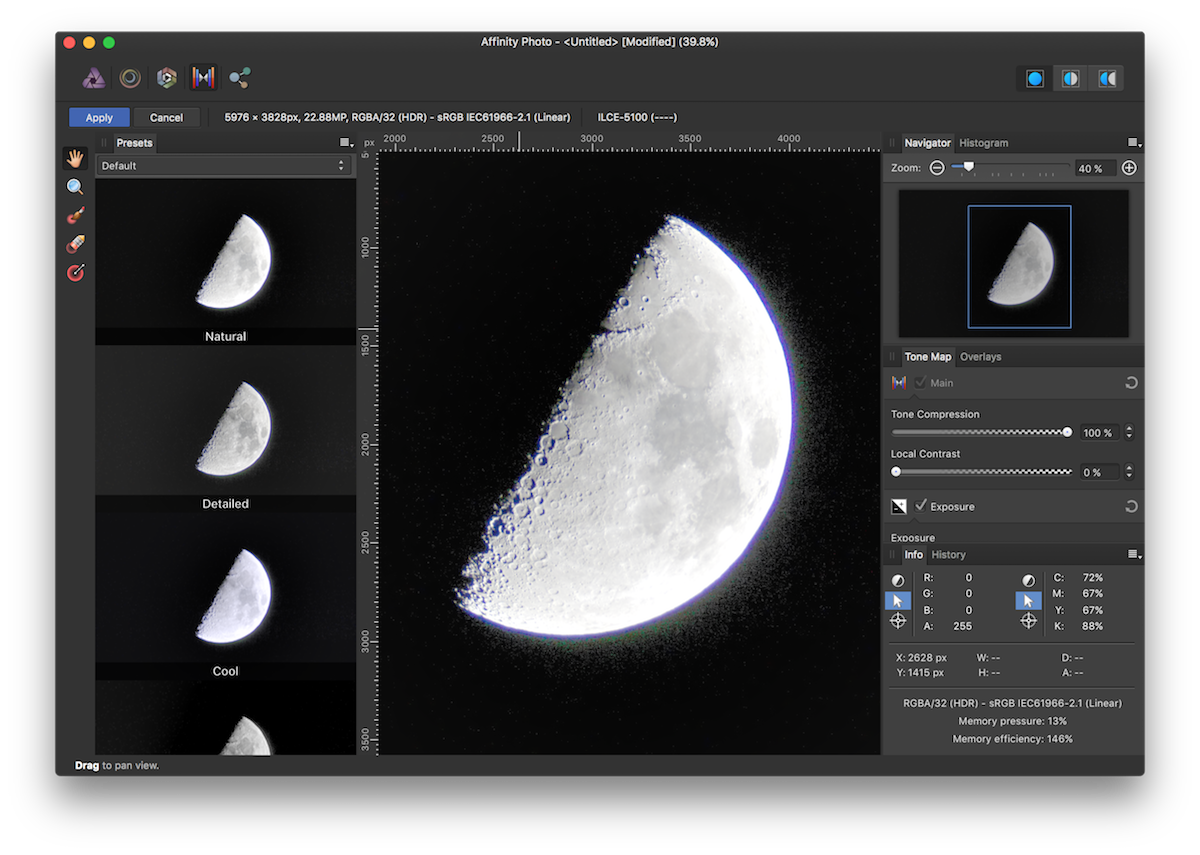 Affinity Photo - <Untitled> [Modified] (39.8%)
Apply Cancel 5976 × 3828px, 22.88MP, RGBA/32 (HDR) - sRGB IEC61966-2.1 (Linear) ILCE-5100 (----)
Presets
Default
Natural
Detailed
Cool
px 2000 2500 3000 3500 4000
1000
1500
2000
2500
3000
3500
Navigator Histogram
Zoom: 40 %
Tone Map Overlays
Main
Tone Compression
100 %
Local Contrast
0 %
Exposure
Exposure
Info History
R: 0 C: 72%
G: 0 M: 67%
B: 0 Y: 67%
A: 255 K: 88%
X: 2628 px W: -- D: --
Y: 1415 px H: -- A: --
RGBA/32 (HDR) - sRGB IEC61966-2.1 (Linear)
Memory pressure: 13%
Memory efficiency: 146%
Drag to pan view.